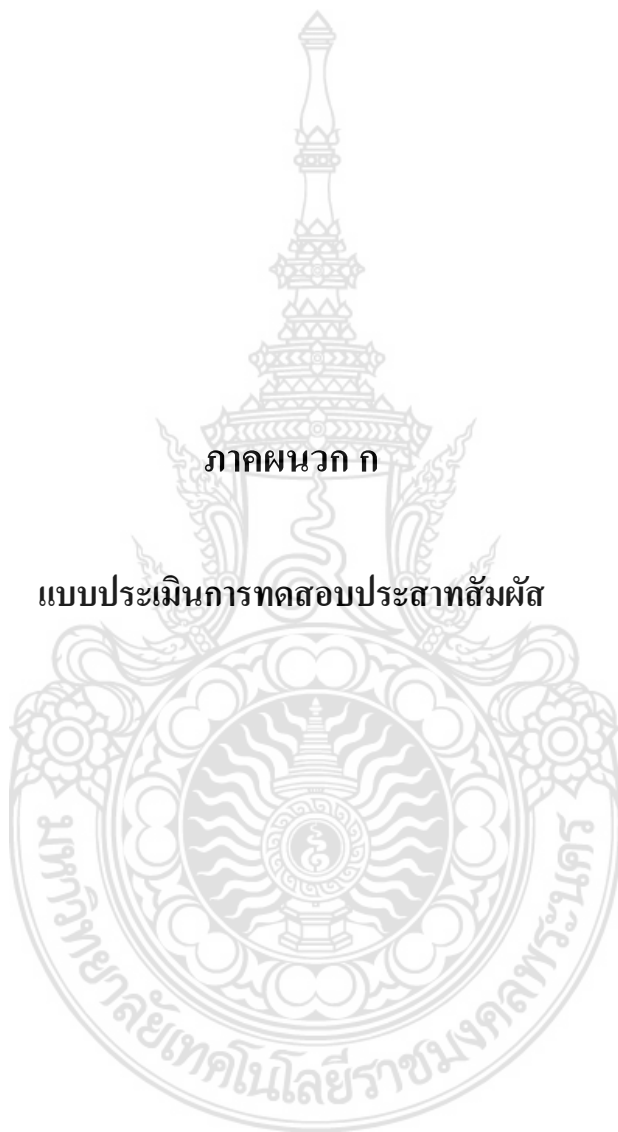 ภาคผนวก ก
แบบประเมินการทดสอบประสาทสัมผัส
มหาวิทยาลัยเทคโนโลยีราชมงคลพระนคร